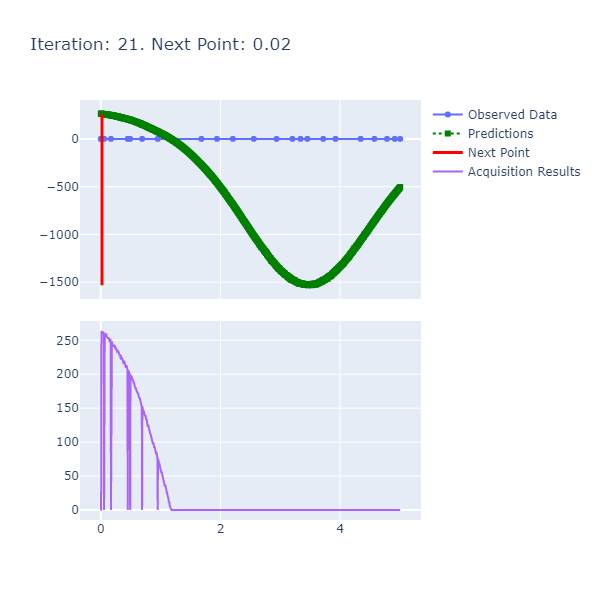 Iteration: 21. Next Point: 0.02
Observed Data
Predictions
Next Point
Acquisition Results
0
−500
−1000
−1500
250
200
150
100
50
0
0 2 4